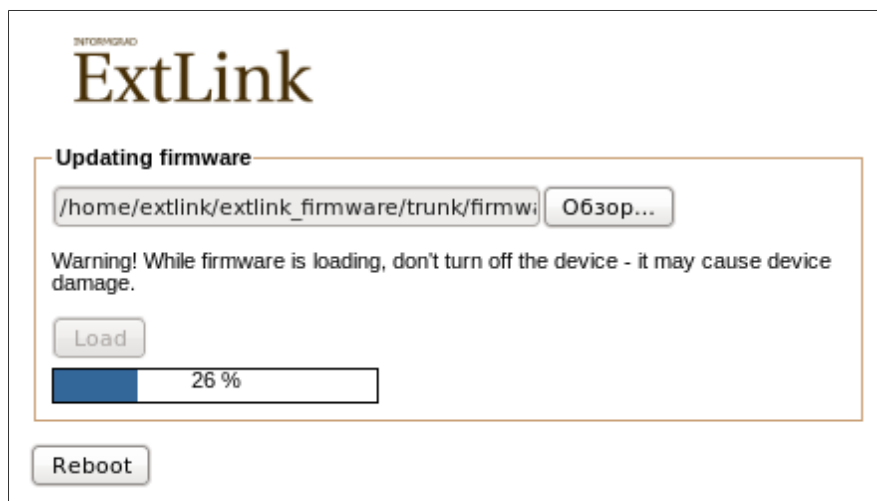 INFORMGRAD
ExtLink
Updating firmware
/home/extlink/extlink_firmware/trunk/firmwa
Обзор...
Warning! While firmware is loading, don't turn off the device - it may cause device
damage.
Load
26 %
Reboot